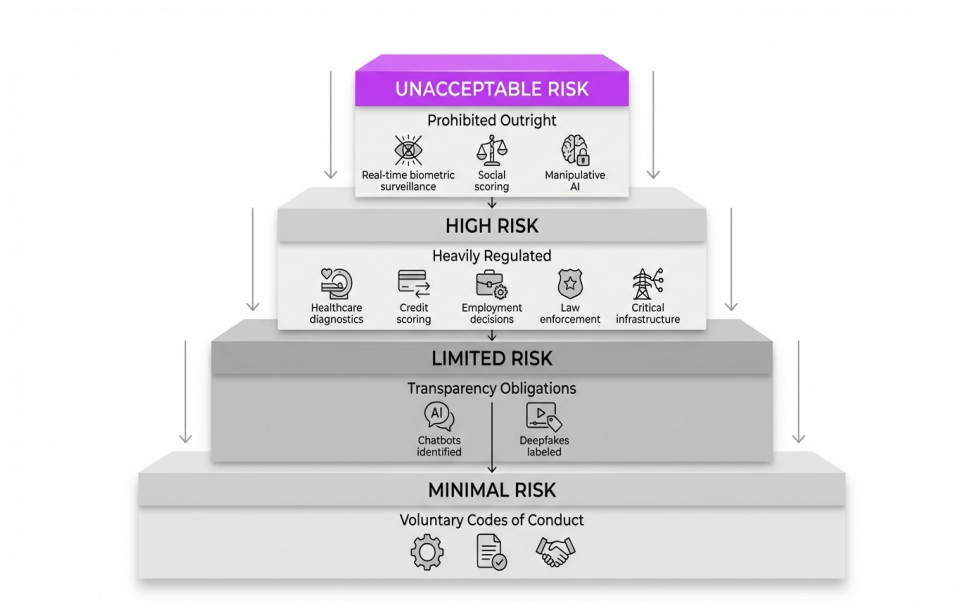 UNACCEPTABLE RISK
Prohibited Outright
Real-time biometric
surveillance
Social
scoring
Manipulative
AI
HIGH RISK
Heavily Regulated
Healthcare
diagnostics
Credit
scoring
Employment
decisions
Law
enforcement
Critical
infrastructure
LIMITED RISK
Transparency Obligations
AI
Chatbots
identified
Deepfakes
labeled
MINIMAL RISK
Voluntary Codes of Conduct